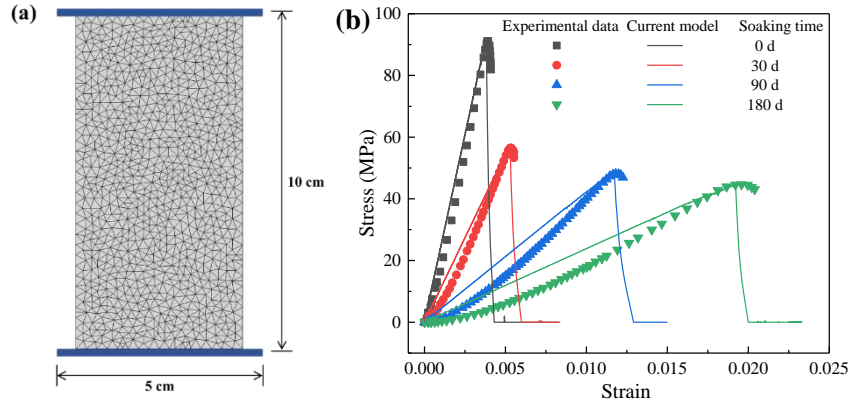 (a)
10 cm
5 cm
(b)
Experimental data Current model Soaking time
0 d
30 d
90 d
180 d
100
80
60
40
20
0
Stress (MPa)
0.000 0.005 0.010 0.015 0.020 0.025
Strain